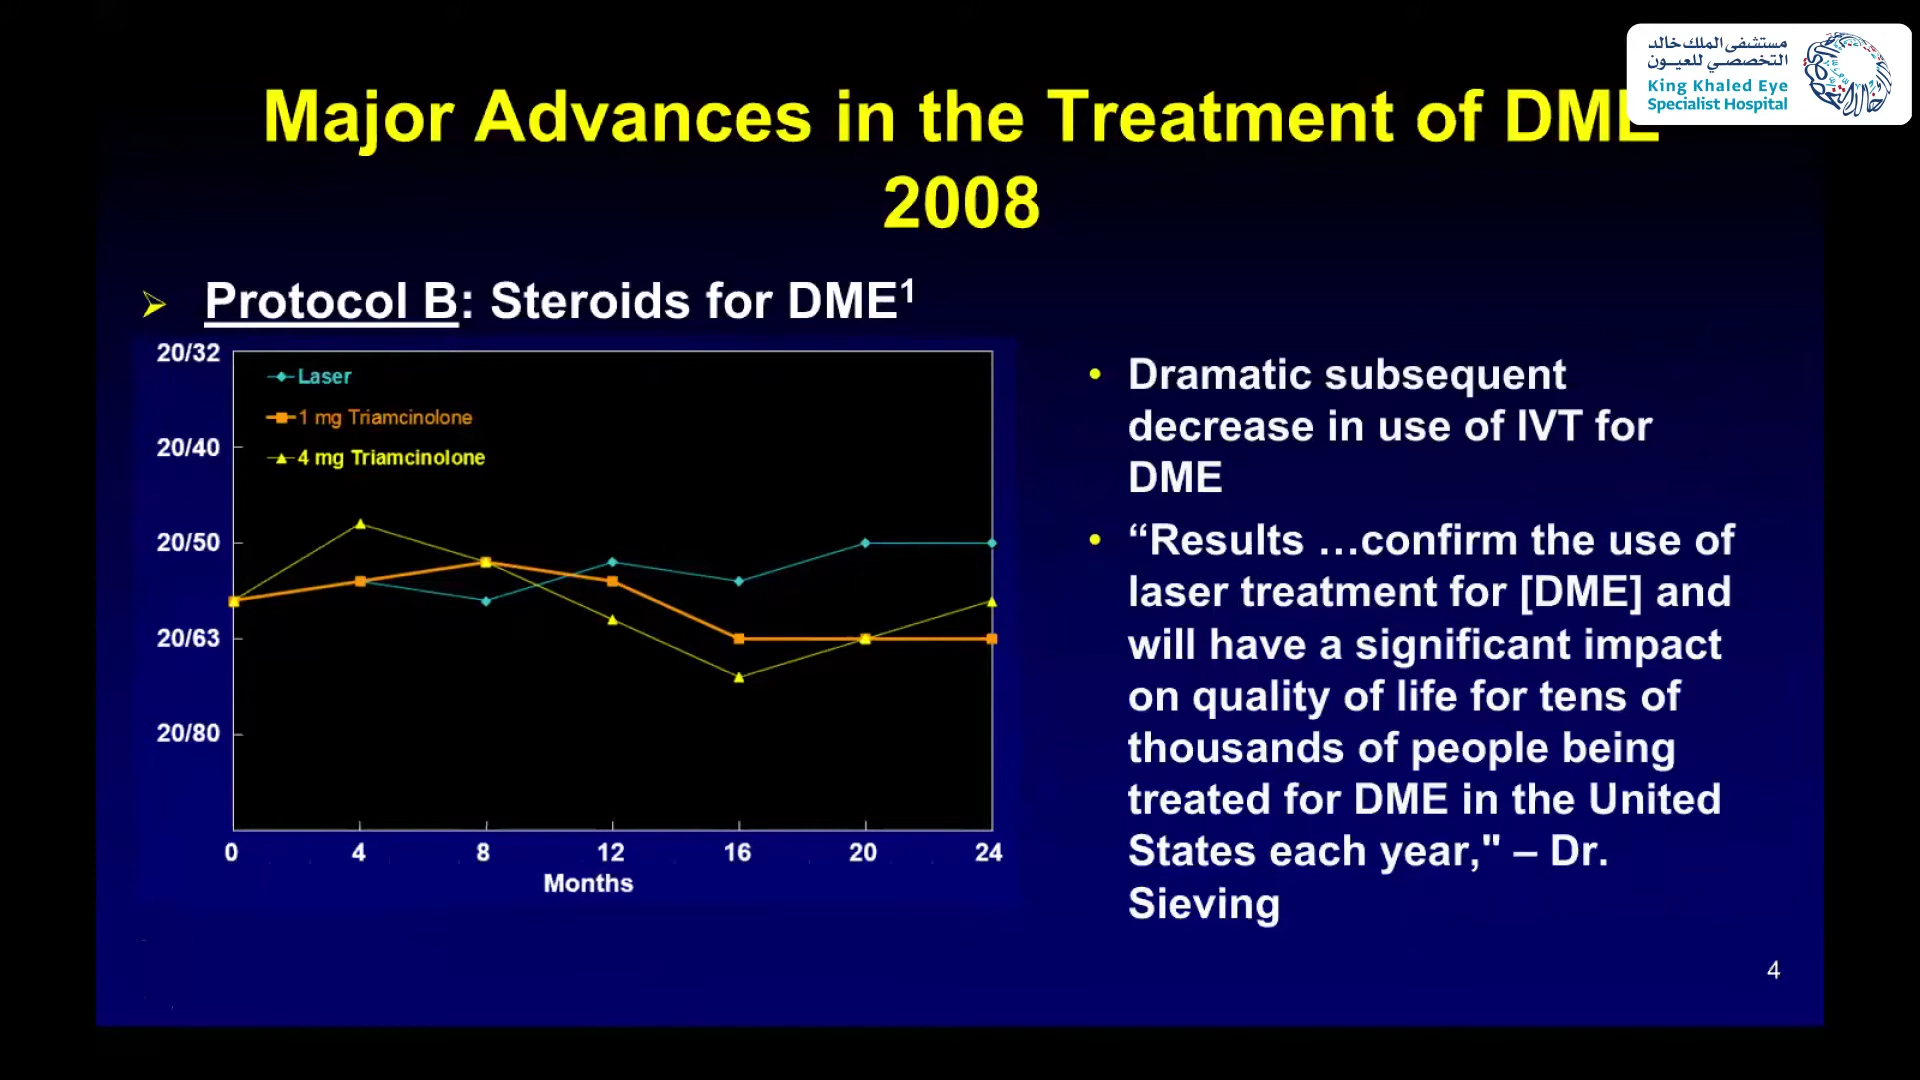 مستشفى الملك خالد
التخصصي للعيون
King Khaled Eye
Specialist Hospital
Major Advances in the Treatment of DME
2008
➢ Protocol B: Steroids for DME¹
20/32
20/40
20/50
20/63
20/80
Laser
1 mg Triamcinolone
4 mg Triamcinolone
0 4 8 12 16 20 24
Months
• Dramatic subsequent
decrease in use of IVT for
DME
• “Results …confirm the use of
laser treatment for [DME] and
will have a significant impact
on quality of life for tens of
thousands of people being
treated for DME in the United
States each year," – Dr.
Sieving
4